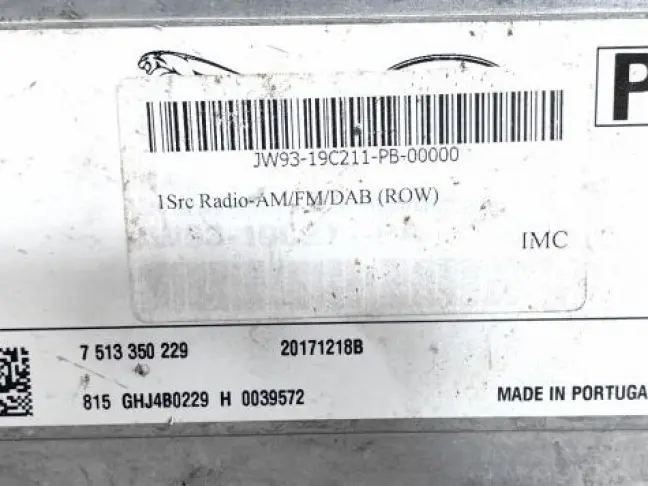 P
JW93-19C211-PB-00000
1Src Radio-AM/FM/DAB (ROW)
IMC
7 513 350 229 20171218B
815 GHJ4B0229 H 0039572 MADE IN PORTUGA